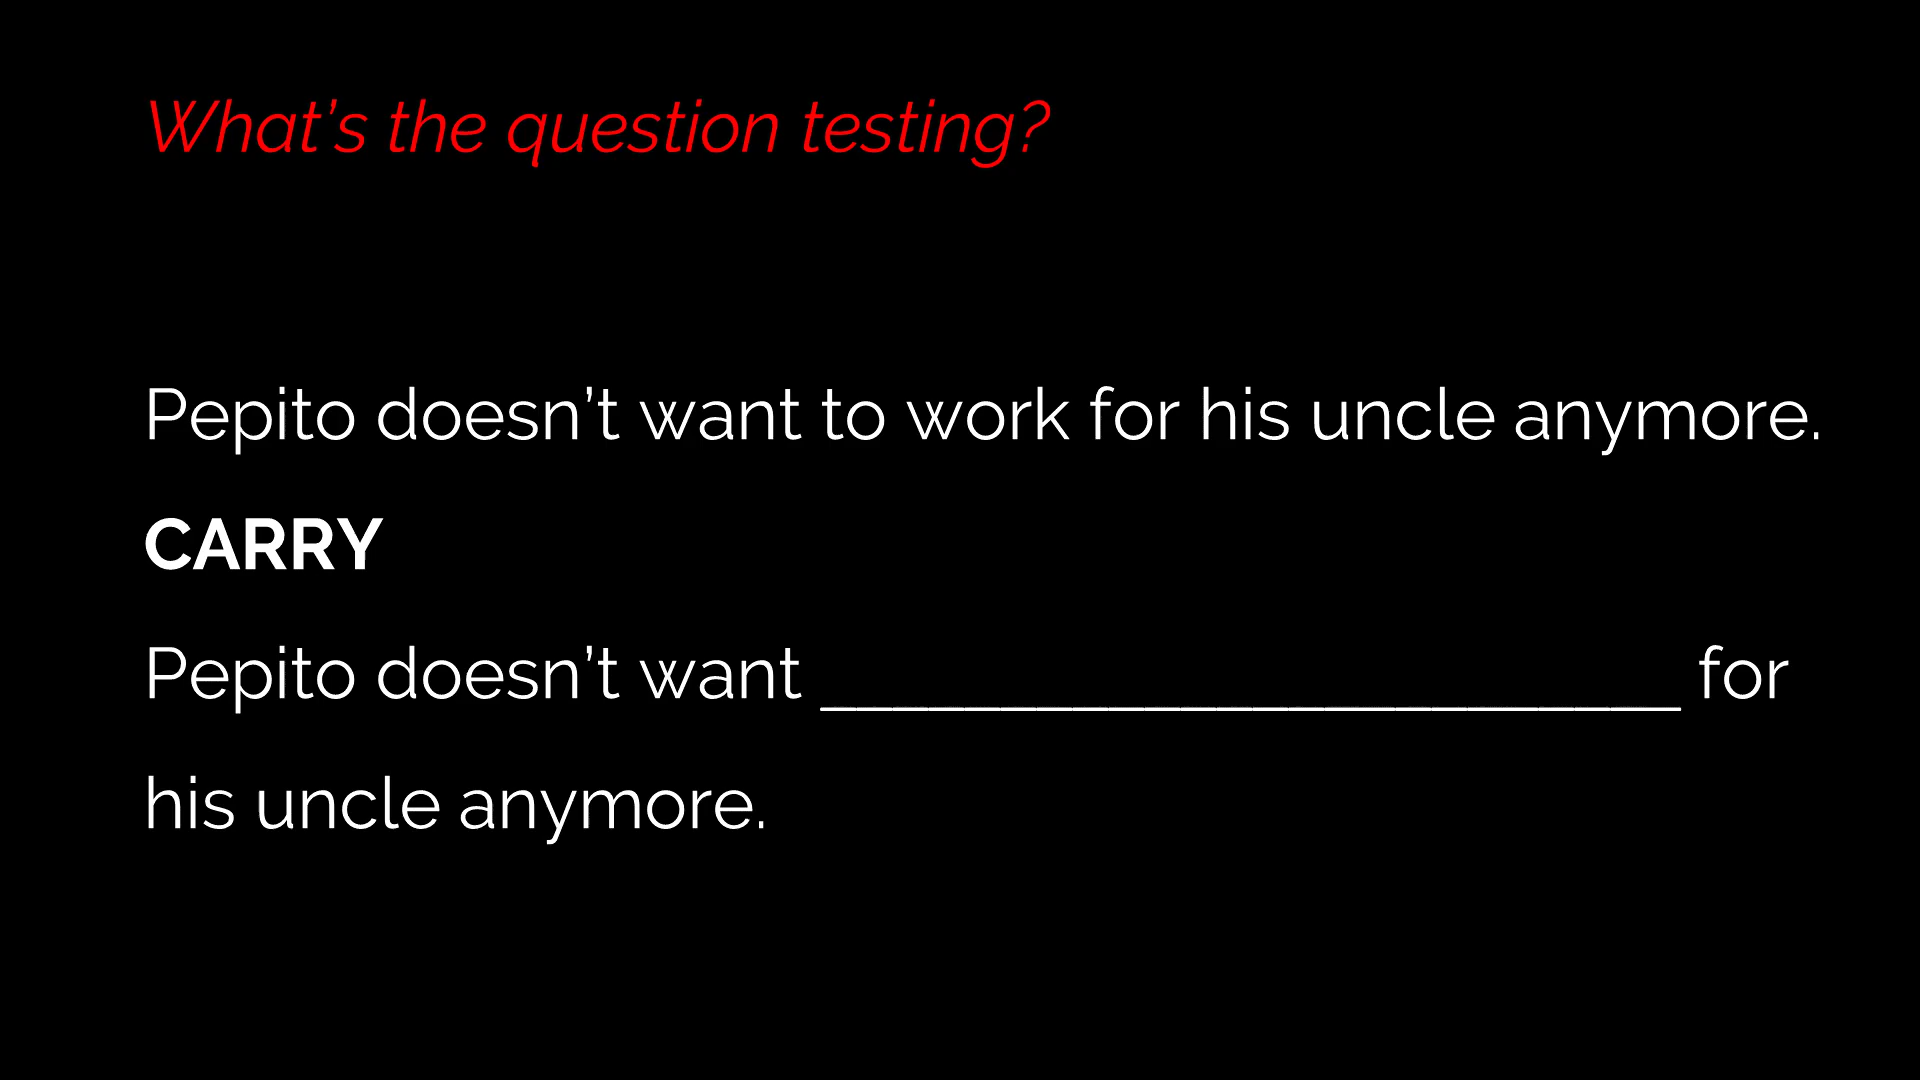 What’s the question testing?
Pepito doesn’t want to work for his uncle anymore.
CARRY
Pepito doesn’t want ________________________ for
his uncle anymore.